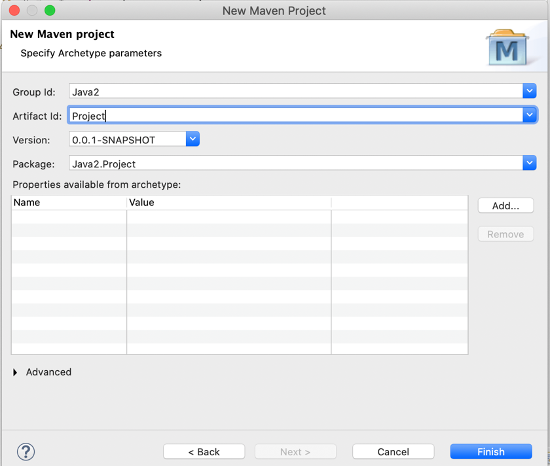 New Maven Project
New Maven project
Specify Archetype parameters
M
Group Id: Java2
Artifact Id: Project
Version: 0.0.1-SNAPSHOT
Package: Java2.Project
Properties available from archetype:
Name Value
Add...
Remove
Advanced
? < Back Next > Cancel Finish